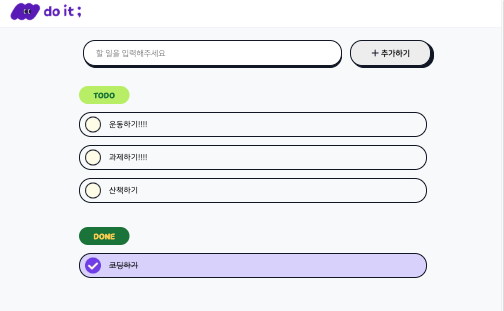 do it ;
할 일을 입력해주세요
+ 추가하기
TODO
운동하기!!!!
과제하기!!!!
산책하기
DONE
코딩하기